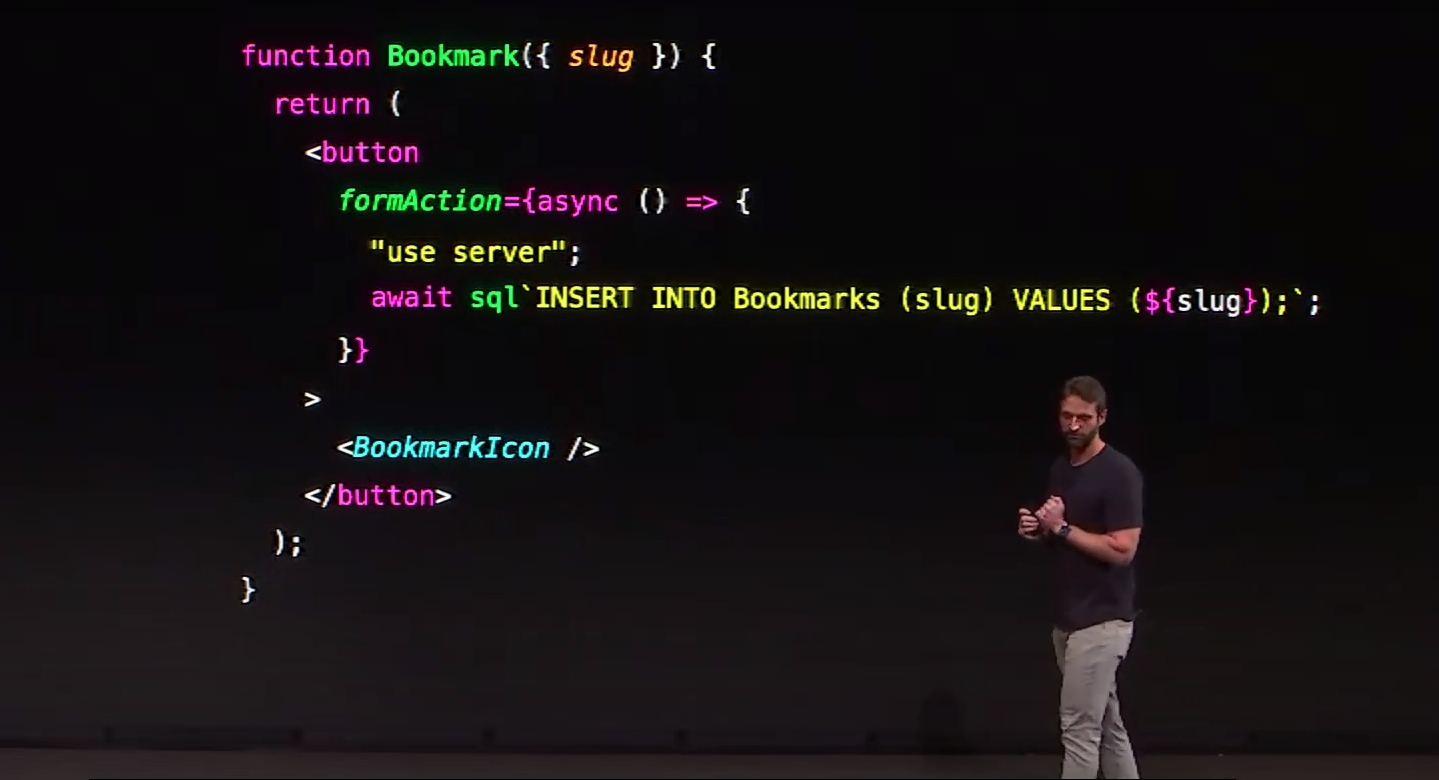 function Bookmark({ slug }) {
  return (
    <button
      formAction={async () => {
        "use server";
        await sql`INSERT INTO Bookmarks (slug) VALUES (${slug});`;
      }}
    >
      <BookmarkIcon />
    </button>
  );
}